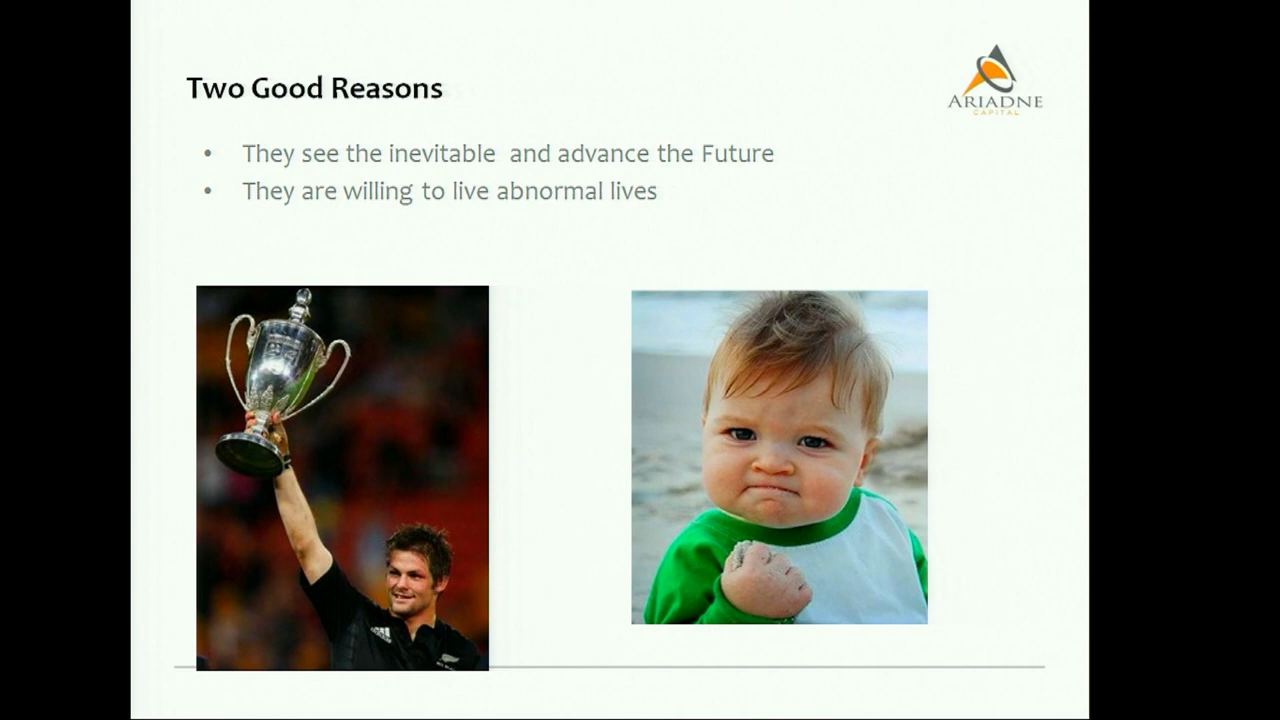 Two Good Reasons
ARIADNE
CAPITAL
• They see the inevitable  and advance the Future
• They are willing to live abnormal lives